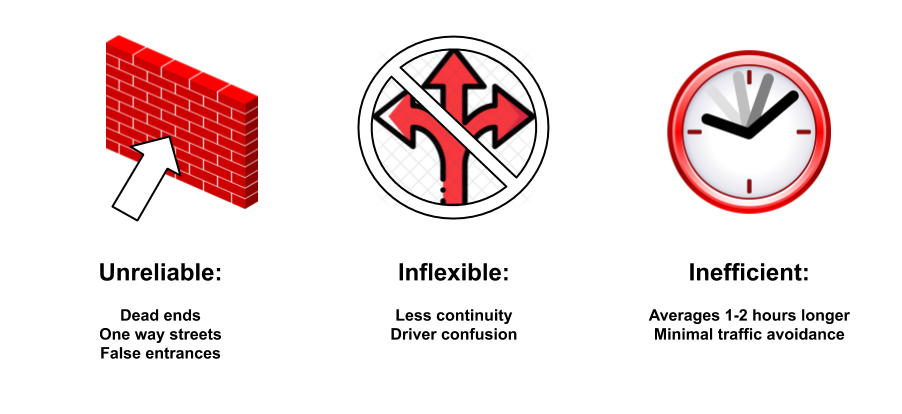 Unreliable:
Dead ends
One way streets
False entrances
Inflexible:
Less continuity
Driver confusion
Inefficient:
Averages 1-2 hours longer
Minimal traffic avoidance